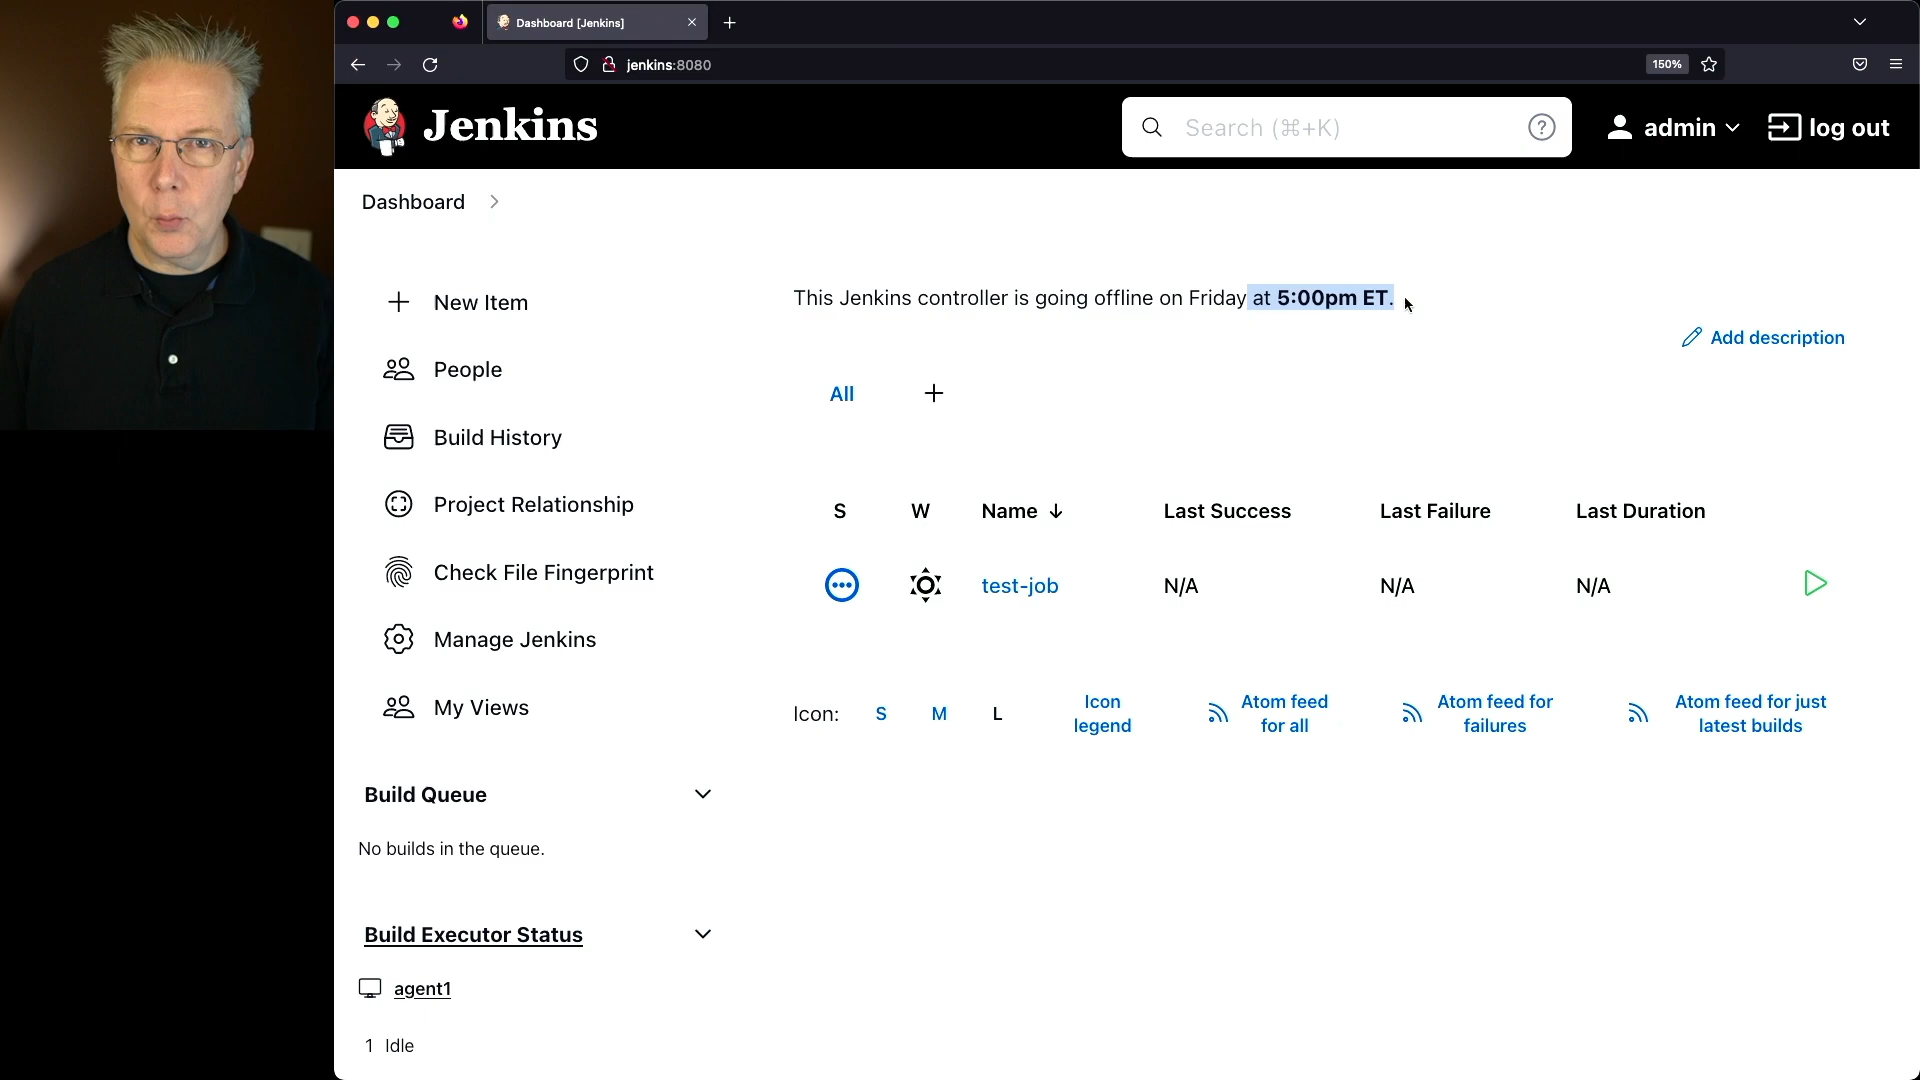 Dashboard [Jenkins]
jenkins:8080
150%
Jenkins
Search (⌘+K)
admin
log out
Dashboard
This Jenkins controller is going offline on Friday at 5:00pm ET.
Add description
New Item
People
Build History
Project Relationship
Check File Fingerprint
Manage Jenkins
My Views
All
S W Name ↓ Last Success Last Failure Last Duration
test-job N/A N/A N/A
Icon: S M L
Icon
legend
Atom feed
for all
Atom feed for
failures
Atom feed for just
latest builds
Build Queue
No builds in the queue.
Build Executor Status
agent1
1 Idle